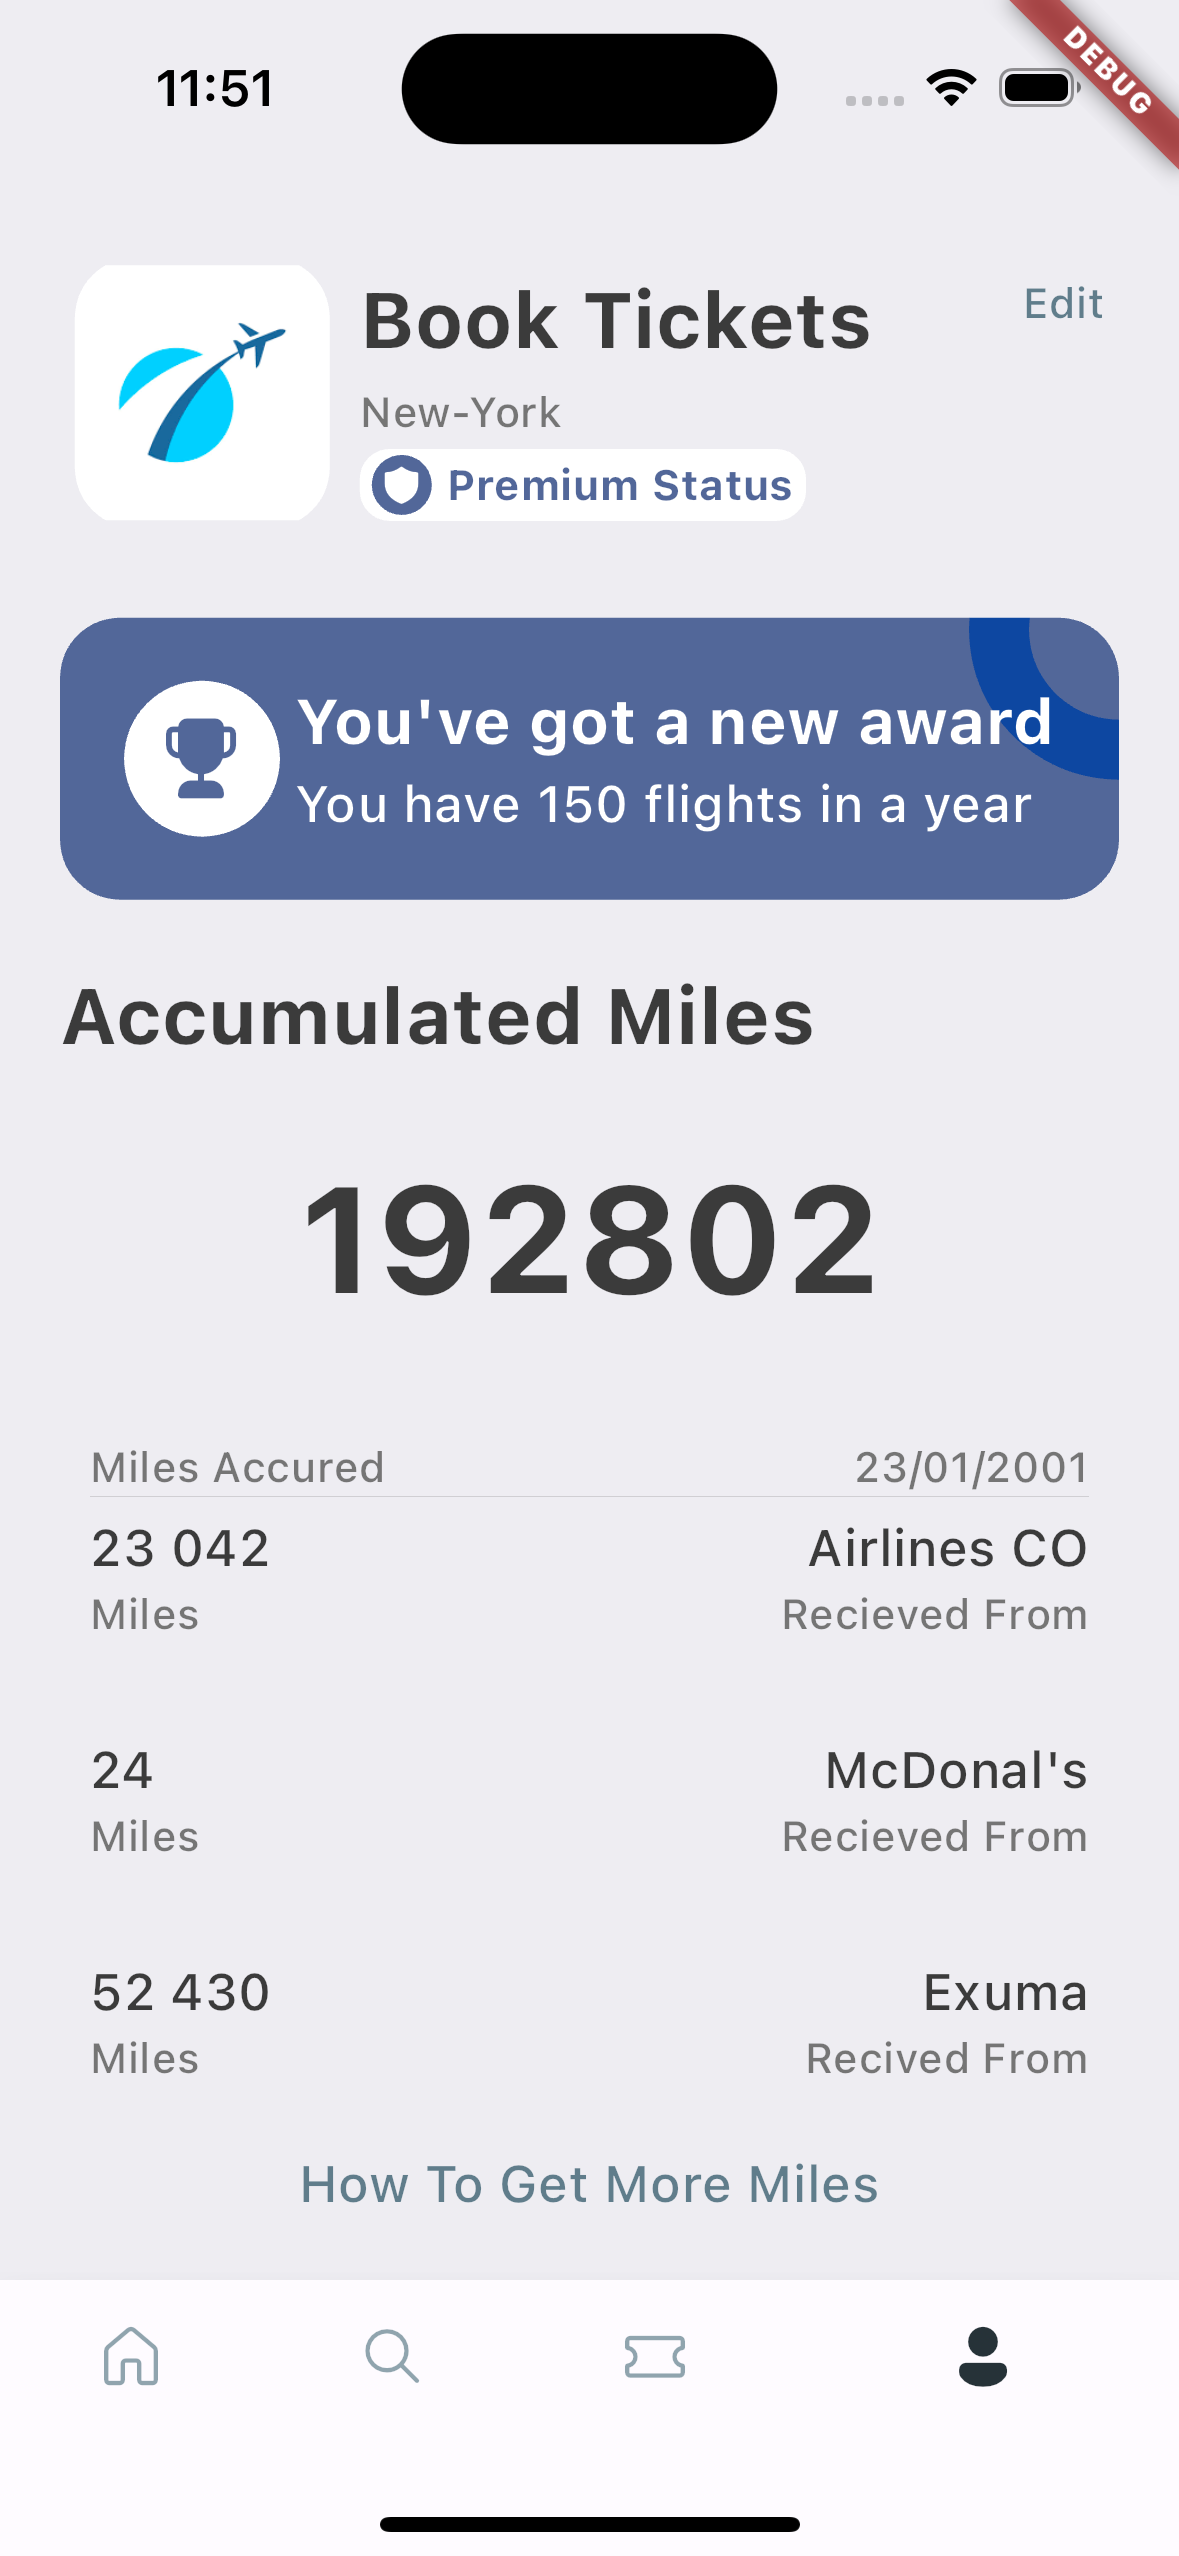 11:51
DEBUG
Book Tickets
Edit
New-York
Premium Status
You've got a new award
You have 150 flights in a year
Accumulated Miles
192802
Miles Accured 23/01/2001
23 042 Airlines CO
Miles Recieved From
24 McDonal's
Miles Recieved From
52 430 Exuma
Miles Recived From
How To Get More Miles